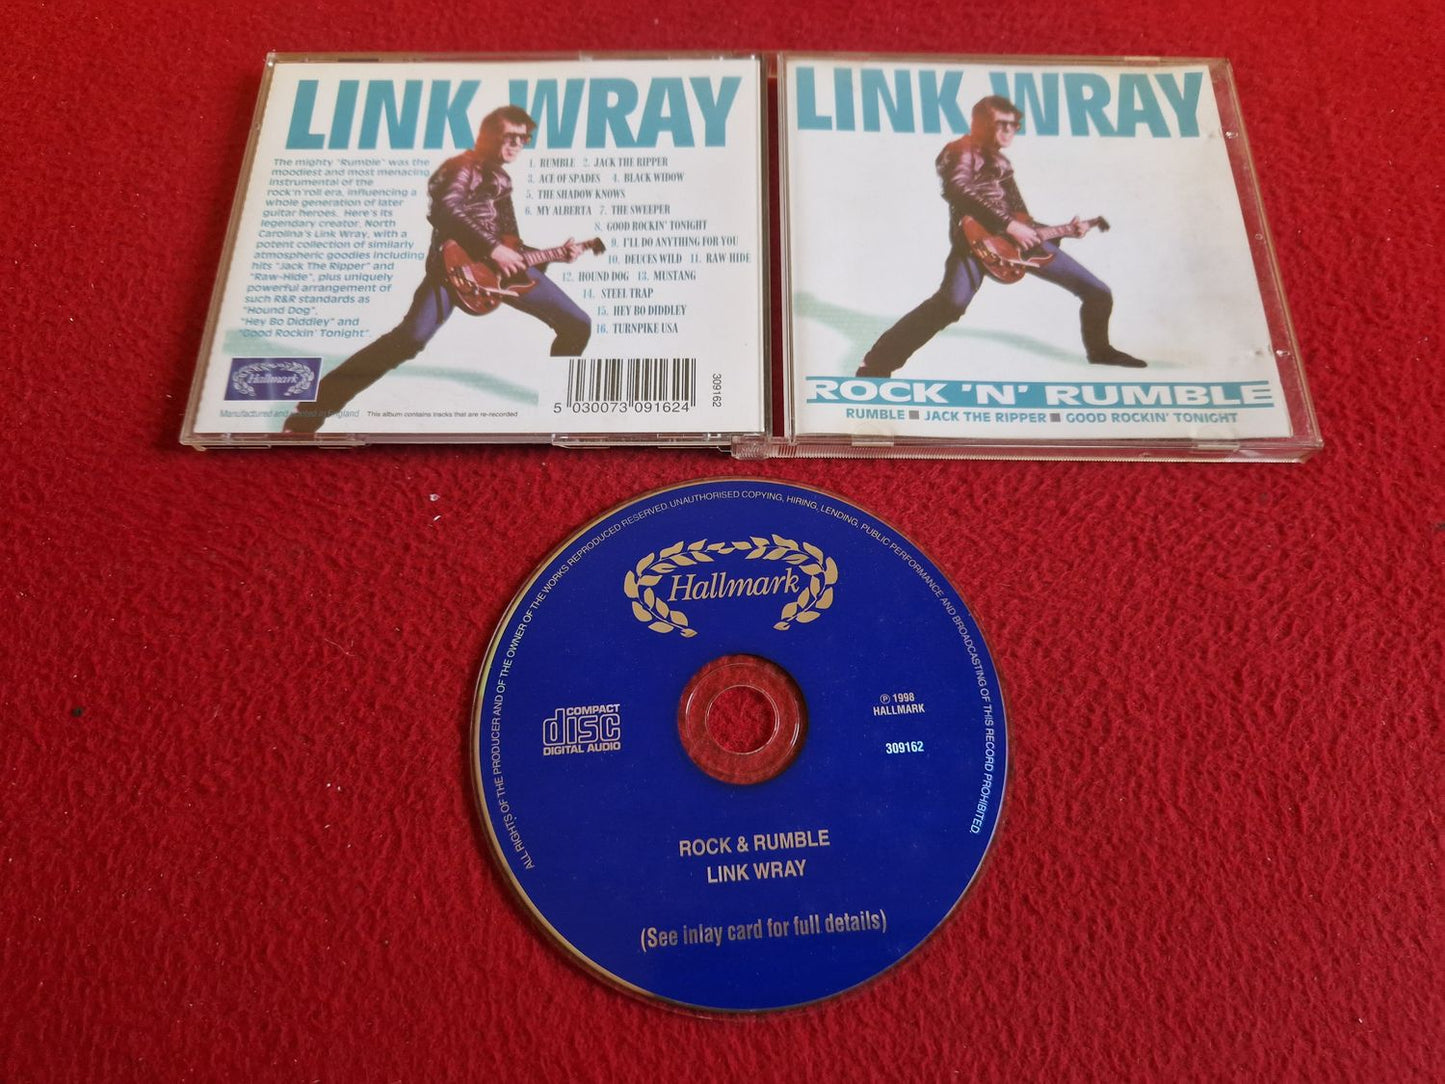 LINK WRAY
The mighty "Rumble" was the
moodiest and most menacing
instrumental of the
rock'n'roll era, influencing a
whole generation of later
guitar heroes. Here's its
legendary creator, North
Carolina's Link Wray, with a
potent collection of similarly
atmospheric goodies including
hits "Jack The Ripper" and
"Raw-Hide", plus uniquely
powerful arrangement of
such R&R standards as
"Hound Dog",
"Hey Bo Diddley" and
"Good Rockin' Tonight".
1. RUMBLE 2. JACK THE RIPPER
3. ACE OF SPADES 4. BLACK WIDOW
5. THE SHADOW KNOWS
6. MY ALBERTA 7. THE SWEEPER
8. GOOD ROCKIN' TONIGHT
9. I'LL DO ANYTHING FOR YOU
10. DEUCES WILD 11. RAW HIDE
12. HOUND DOG 13. MUSTANG
14. STEEL TRAP
15. HEY BO DIDDLEY
16. TURNPIKE USA
Hallmark
Manufactured and printed in England This album contains tracks that are re-recorded
5 030073 091624
309162
LINK WRAY
ROCK 'N' RUMBLE
RUMBLE ■ JACK THE RIPPER ■ GOOD ROCKIN' TONIGHT
ALL RIGHTS OF THE PRODUCER AND OF THE OWNER OF THE WORKS REPRODUCED RESERVED. UNAUTHORISED COPYING, HIRING, LENDING, PUBLIC PERFORMANCE AND BROADCASTING OF THIS RECORD PROHIBITED.
Hallmark
COMPACT
disc
DIGITAL AUDIO
℗ 1998
HALLMARK
309162
ROCK & RUMBLE
LINK WRAY
(See inlay card for full details)